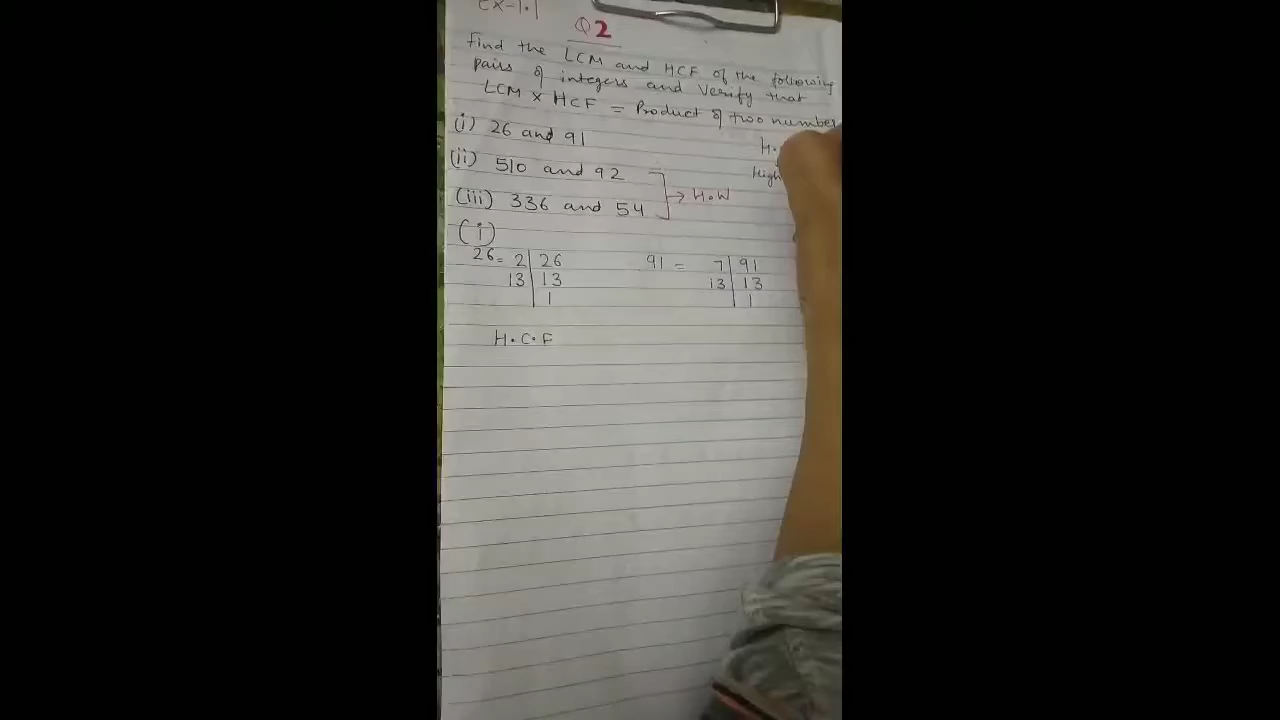 Ex-1.1
Q2
find the LCM and HCF of the following
pairs of integers and verify that
LCM × HCF = Product of two number
(i) 26 and 91
(ii) 510 and 92
(iii) 336 and 54
→ H.W
H.
High
(i)
26 = 2 | 26
13 | 13
1
91 = 7 | 91
13 | 13
1
H.C.F